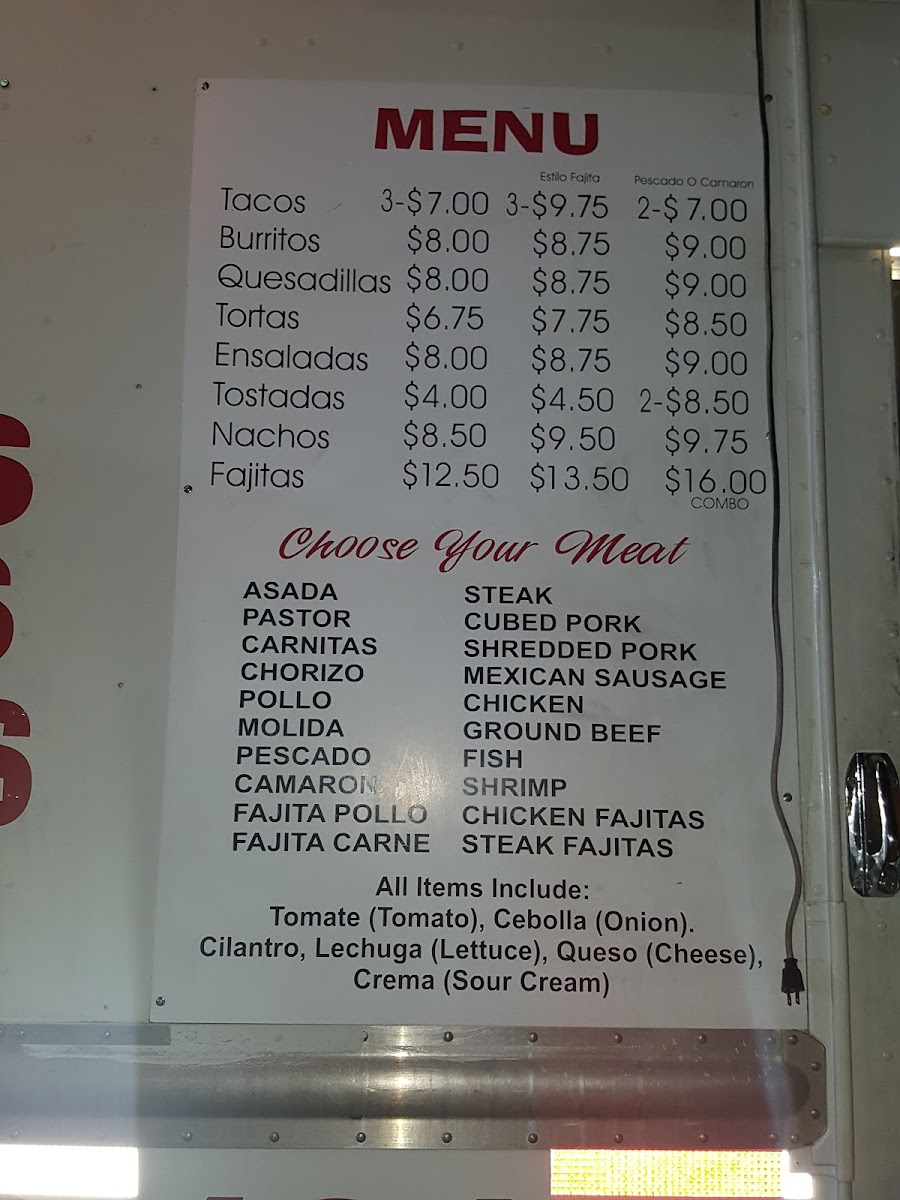 MENU
Estilo Fajita Pescado O Camaron
Tacos 3-$7.00 3-$9.75 2-$7.00
Burritos $8.00 $8.75 $9.00
Quesadillas $8.00 $8.75 $9.00
Tortas $6.75 $7.75 $8.50
Ensaladas $8.00 $8.75 $9.00
Tostadas $4.00 $4.50 2-$8.50
Nachos $8.50 $9.50 $9.75
Fajitas $12.50 $13.50 $16.00
COMBO
Choose Your Meat
ASADA STEAK
PASTOR CUBED PORK
CARNITAS SHREDDED PORK
CHORIZO MEXICAN SAUSAGE
POLLO CHICKEN
MOLIDA GROUND BEEF
PESCADO FISH
CAMARON SHRIMP
FAJITA POLLO CHICKEN FAJITAS
FAJITA CARNE STEAK FAJITAS
All Items Include:
Tomate (Tomato), Cebolla (Onion).
Cilantro, Lechuga (Lettuce), Queso (Cheese),
Crema (Sour Cream)